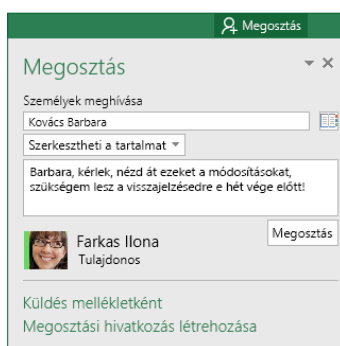 Megosztás
Megosztás
Személyek meghívása
Kovács Barbara
Szerkesztheti a tartalmat
Barbara, kérlek, nézd át ezeket a módosításokat,
szükségem lesz a visszajelzésedre e hét vége előtt!
Megosztás
Farkas Ilona
Tulajdonos
Küldés mellékletként
Megosztási hivatkozás létrehozása